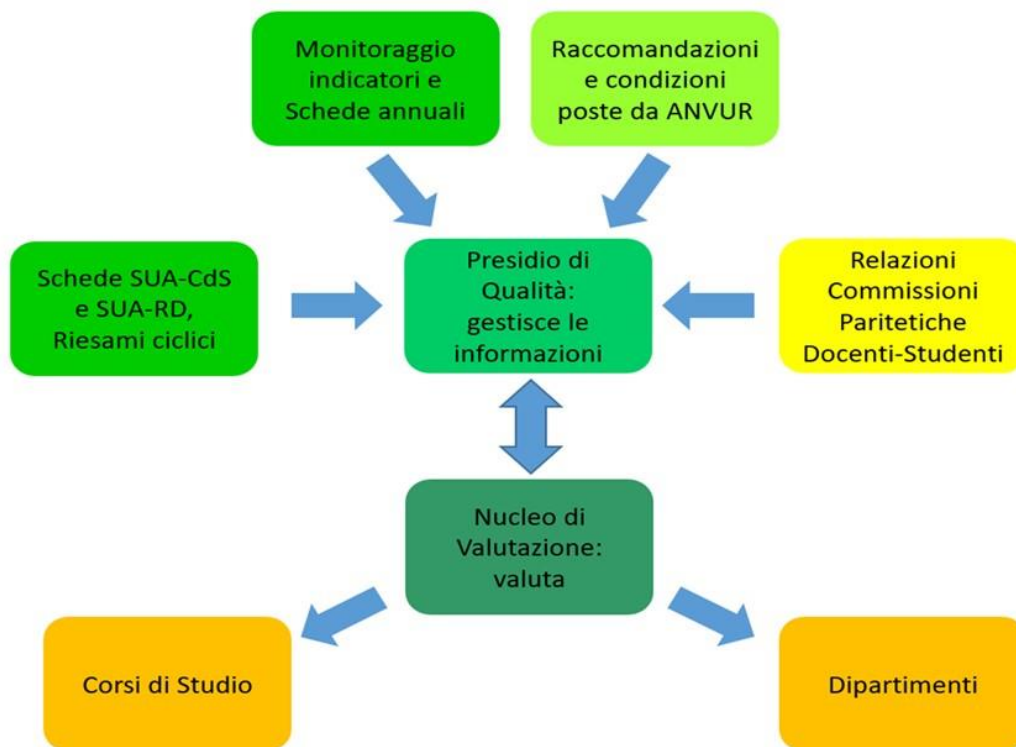 Monitoraggio
indicatori e
Schede annuali
Raccomandazioni
e condizioni
poste da ANVUR
Schede SUA-CdS
e SUA-RD,
Riesami ciclici
Presidio di
Qualità:
gestisce le
informazioni
Relazioni
Commissioni
Paritetiche
Docenti-Studenti
Nucleo di
Valutazione:
valuta
Corsi di Studio
Dipartimenti